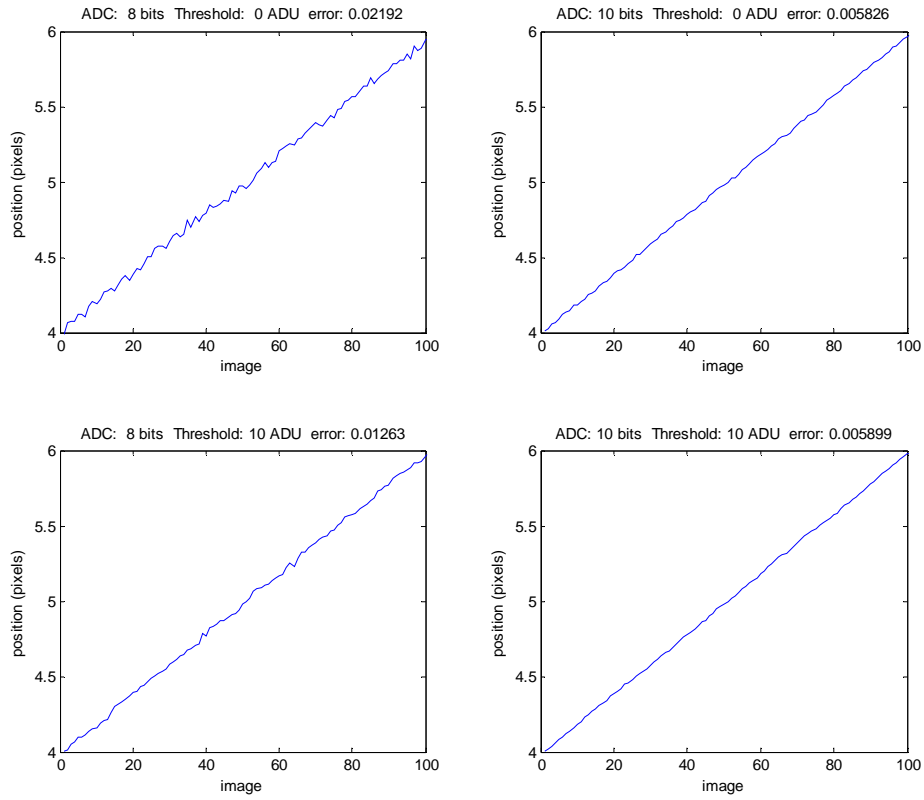 ADC: 8 bits Threshold: 0 ADU error: 0.02192
6
5.5
5
4.5
4
position (pixels)
0 20 40 60 80 100
image
ADC: 10 bits Threshold: 0 ADU error: 0.005826
6
5.5
5
4.5
4
position (pixels)
0 20 40 60 80 100
image
ADC: 8 bits Threshold: 10 ADU error: 0.01263
6
5.5
5
4.5
4
position (pixels)
0 20 40 60 80 100
image
ADC: 10 bits Threshold: 10 ADU error: 0.005899
6
5.5
5
4.5
4
position (pixels)
0 20 40 60 80 100
image